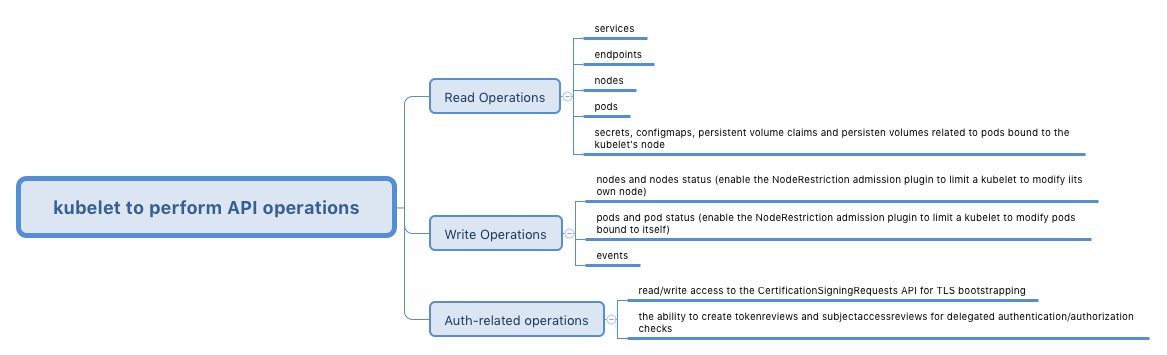 kubelet to perform API operations
Read Operations
services
endpoints
nodes
pods
secrets, configmaps, persistent volume claims and persisten volumes related to pods bound to the
kubelet's node
Write Operations
nodes and nodes status (enable the NodeRestriction admission plugin to limit a kubelet to modify iits
own node)
pods and pod status (enable the NodeRestriction admission plugin to limit a kubelet to modify pods
bound to itself)
events
Auth-related operations
read/write access to the CertificationSigningRequests API for TLS bootstrapping
the ability to create tokenreviews and subjectaccessreviews for delegated authentication/authorization
checks